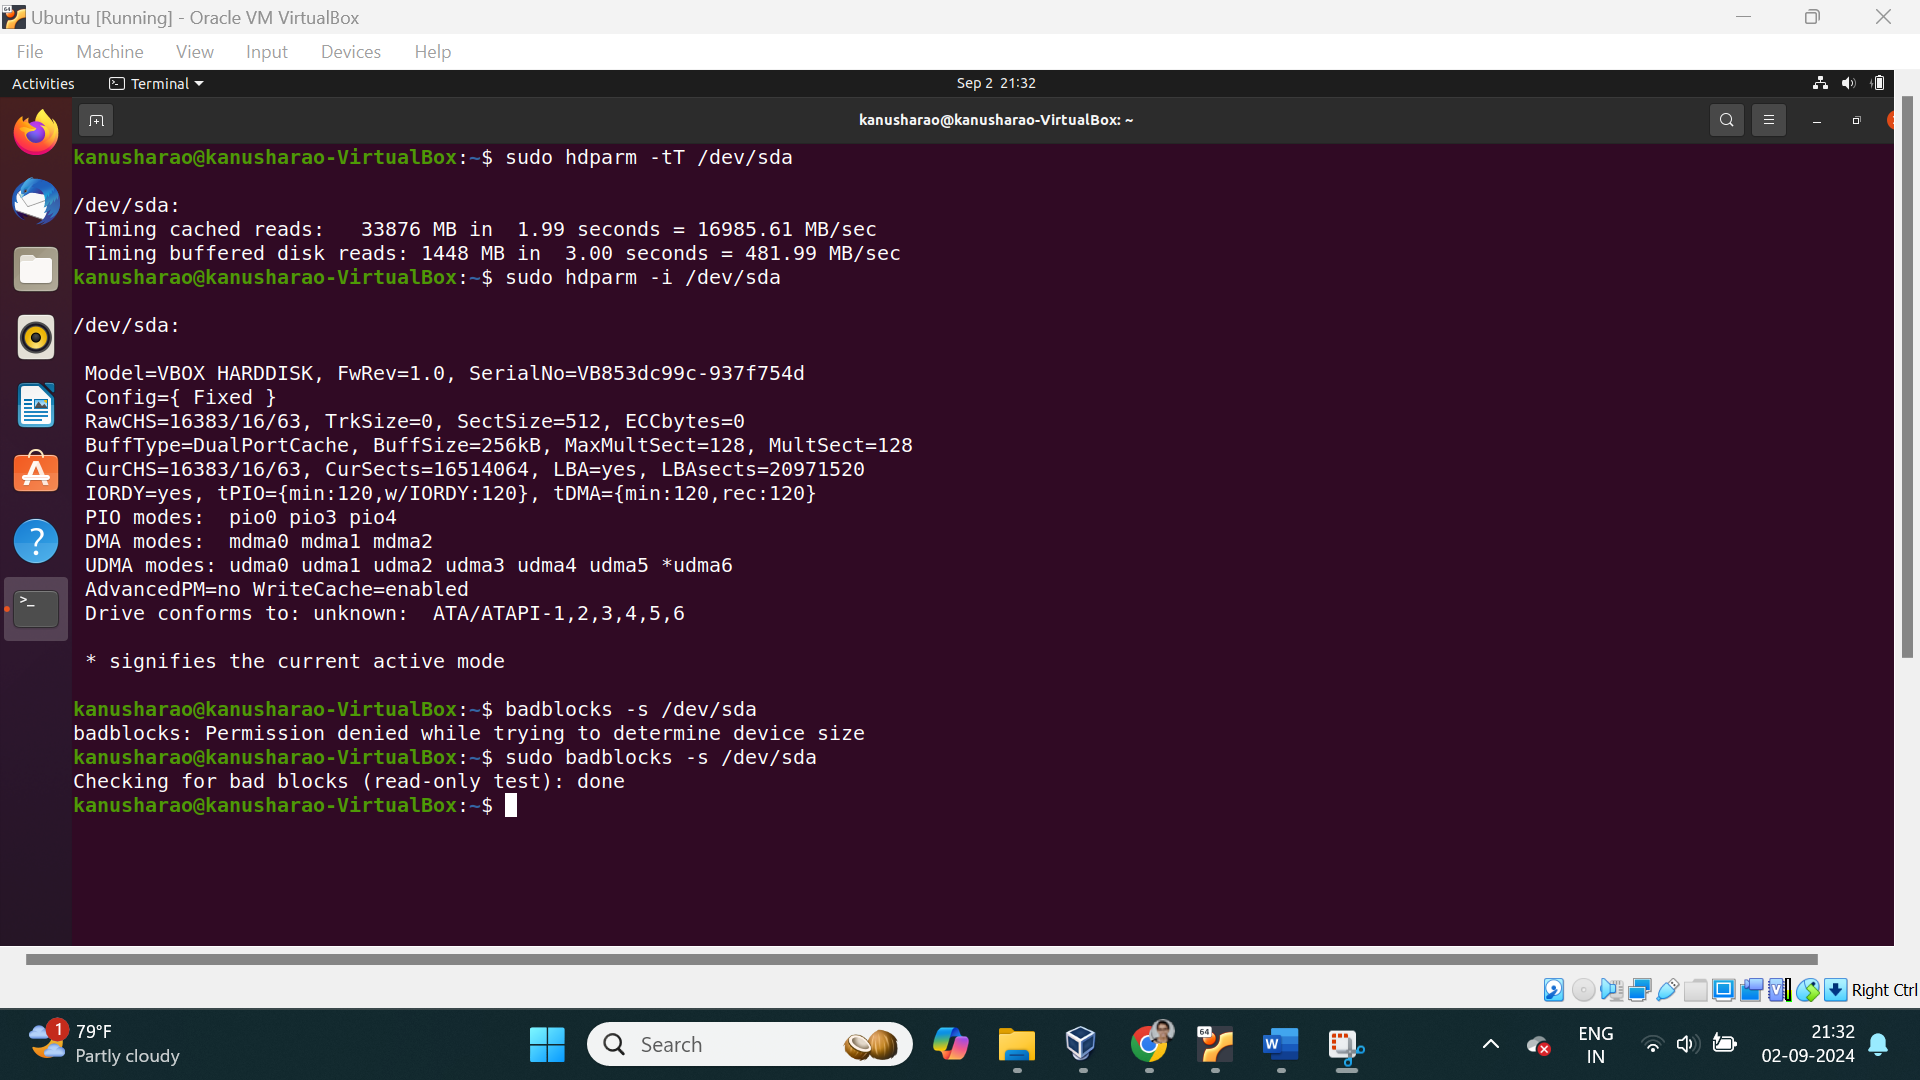 Ubuntu [Running] - Oracle VM VirtualBox
File Machine View Input Devices Help
Activities Terminal Sep 2 21:32
kanusharao@kanusharao-VirtualBox: ~
kanusharao@kanusharao-VirtualBox:~$ sudo hdparm -tT /dev/sda
/dev/sda:
Timing cached reads: 33876 MB in 1.99 seconds = 16985.61 MB/sec
Timing buffered disk reads: 1448 MB in 3.00 seconds = 481.99 MB/sec
kanusharao@kanusharao-VirtualBox:~$ sudo hdparm -i /dev/sda
/dev/sda:
Model=VBOX HARDDISK, FwRev=1.0, SerialNo=VB853dc99c-937f754d
Config={ Fixed }
RawCHS=16383/16/63, TrkSize=0, SectSize=512, ECCbytes=0
BuffType=DualPortCache, BuffSize=256kB, MaxMultSect=128, MultSect=128
CurCHS=16383/16/63, CurSects=16514064, LBA=yes, LBAsects=20971520
IORDY=yes, tPIO={min:120,w/IORDY:120}, tDMA={min:120,rec:120}
PIO modes: pio0 pio3 pio4
DMA modes: mdma0 mdma1 mdma2
UDMA modes: udma0 udma1 udma2 udma3 udma4 udma5 *udma6
AdvancedPM=no WriteCache=enabled
Drive conforms to: unknown: ATA/ATAPI-1,2,3,4,5,6
* signifies the current active mode
kanusharao@kanusharao-VirtualBox:~$ badblocks -s /dev/sda
badblocks: Permission denied while trying to determine device size
kanusharao@kanusharao-VirtualBox:~$ sudo badblocks -s /dev/sda
Checking for bad blocks (read-only test): done
kanusharao@kanusharao-VirtualBox:~$
Right Ctrl
1 79°F
Partly cloudy
Search
64
ENG
IN
21:32
02-09-2024